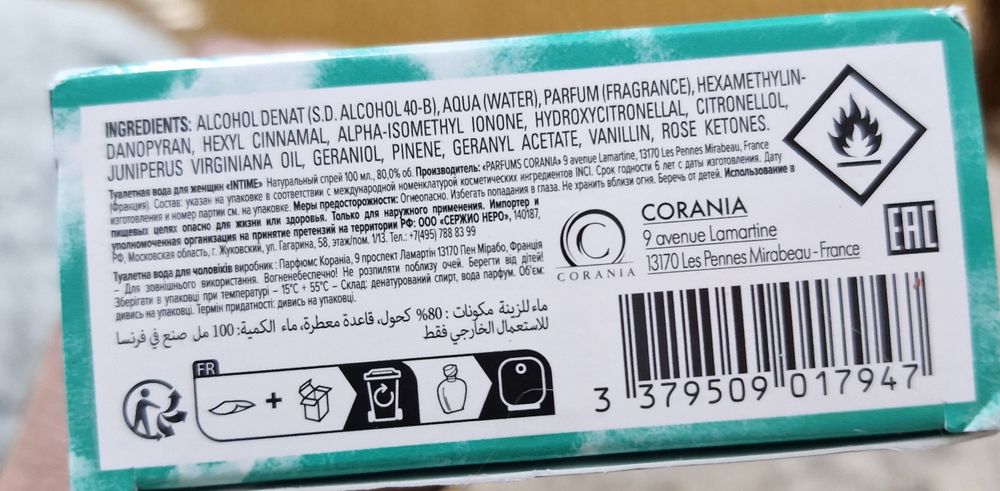 INGREDIENTS: ALCOHOL DENAT (S.D. ALCOHOL 40-B), AQUA (WATER), PARFUM (FRAGRANCE), HEXAMETHYLIN-
DANOPYRAN, HEXYL CINNAMAL, ALPHA-ISOMETHYL IONONE, HYDROXYCITRONELLAL, CITRONELLOL,
JUNIPERUS VIRGINIANA OIL, GERANIOL, PINENE, GERANYL ACETATE, VANILLIN, ROSE KETONES.
Туалетная вода для женщин «INTIME» Натуральный спрей 100 мл., 80,0% об. Производитель: «PARFUMS CORANIA» 9 avenue Lamartine, 13170 Les Pennes Mirabeau, France
(Франция). Состав: указан на упаковке в соответствии с международной номенклатурой косметических ингредиентов INCI. Срок годности 6 лет с даты изготовления. Дату
изготовления и номер партии см. на упаковке. Меры предосторожности: Огнеопасно. Избегать попадания в глаза. Не хранить вблизи огня. Беречь от детей. Использование в
пищевых целях опасно для жизни или здоровья. Только для наружного применения. Импортер и
уполномоченная организация на принятие претензий на территории РФ: ООО «СЕРЖИО НЕРО», 140187,
РФ, Московская область, г. Жуковский, ул. Гагарина, 58, этаж/пом. 1/13. Тел.: +7(495) 788 83 99
Туалетна вода для чоловіків виробник: Парфюмс Коранія, 9 проспект Ламартін 13170 Пен Мірабо, Франція
– Для зовнішнього використання. Вогненебезпечно! Не розпиляти поблизу очей. Берегти від дітей!
Зберігати в упаковці при температурі – 15°C + 55°C – Склад: денатурований спирт, вода парфум. Об'єм:
дивись на упаковці. Термін придатності: дивись на упаковці.
ماء للزينة مكونات: 80% كحول، قاعدة معطرة، ماء الكمية: 100 مل صنع في فرنسا
للاستعمال الخارجي فقط
C
CORANIA
CORANIA
9 avenue Lamartine
13170 Les Pennes Mirabeau - France
EAC
FR
+
3 379509 017947